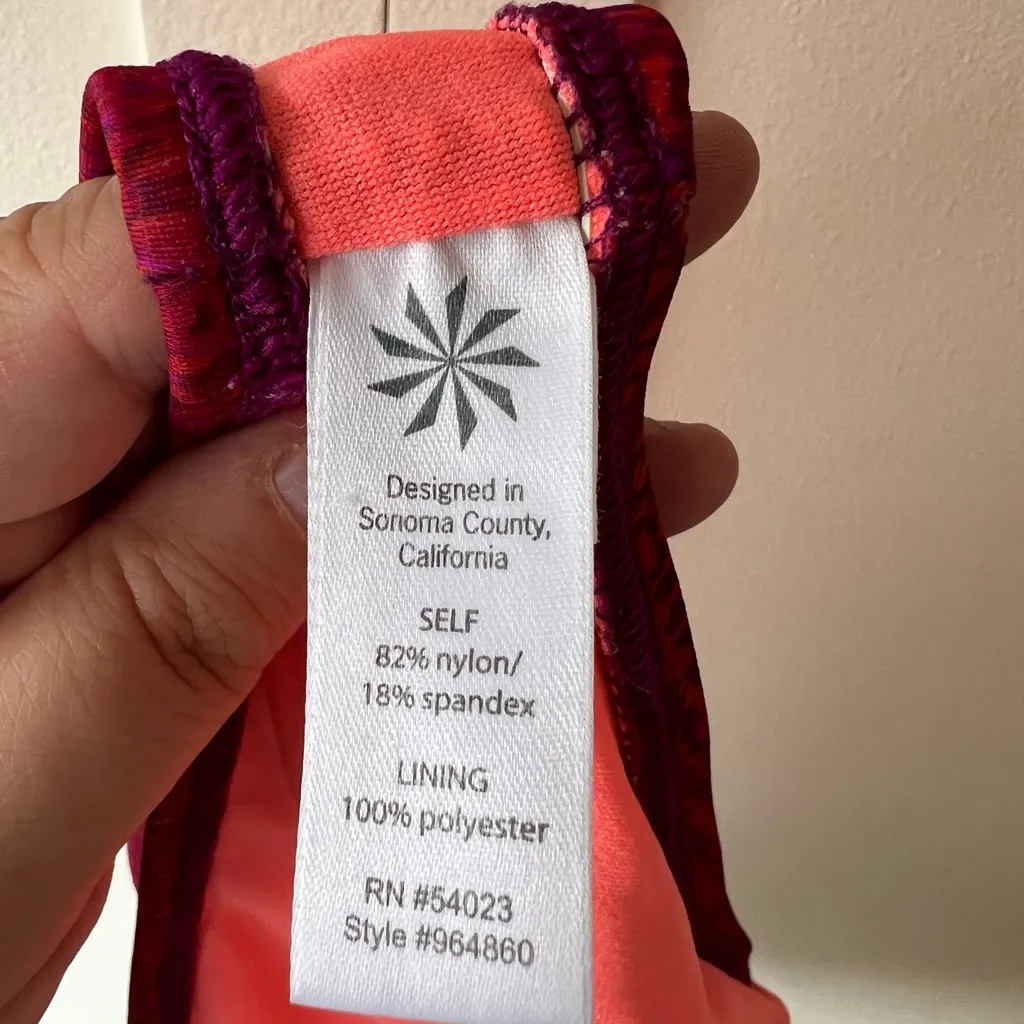 Designed in
Sonoma County,
California
SELF
82% nylon/
18% spandex
LINING
100% polyester
RN #54023
Style #964860